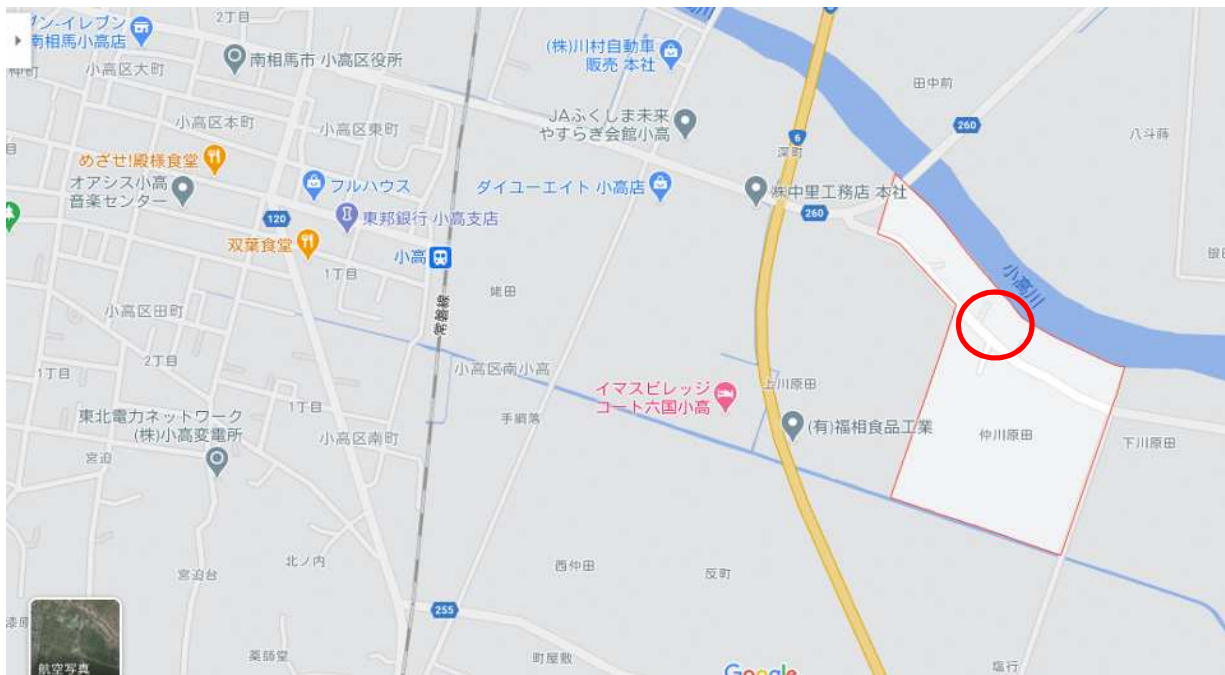 ブン-イレブン
南相馬小高店
2丁目
南相馬市 小高区役所
小高区大町
(株)川村自動車
販売 本社
田中前
6
260
八斗蒔
小高区本町
小高区東町
JAふくしま未来
やすらぎ会館小高
深町
めざせ!殿様食堂
オアシス小高
音楽センター
フルハウス
ダイユーエイト 小高店
㈱中里工務店 本社
260
120
東邦銀行 小高支店
双葉食堂
小高
1丁目
姥田
小高川
常磐線
小高区田町
2丁目
1丁目
小高区南小高
イマスビレッジ
コート六国小高
上川原田
手綱落
1丁目
東北電力ネットワーク
(株)小高変電所
小高区南町
(有)福相食品工業
仲川原田
下川原田
宮迫
北ノ内
宮迫台
西仲田
反町
255
薬師堂
町屋敷
塩行
航空写真
Google